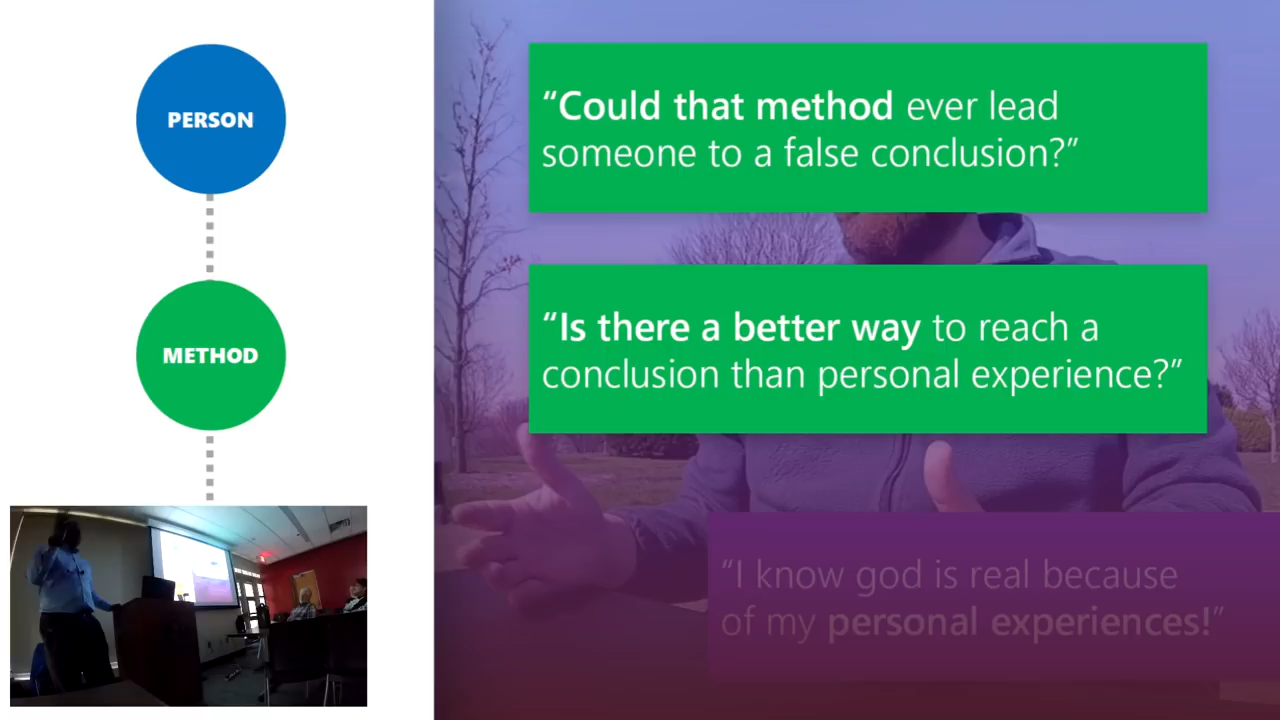 PERSON
METHOD
“Could that method ever lead
someone to a false conclusion?”
“Is there a better way to reach a
conclusion than personal experience?”
“I know god is real because
of my personal experiences!”